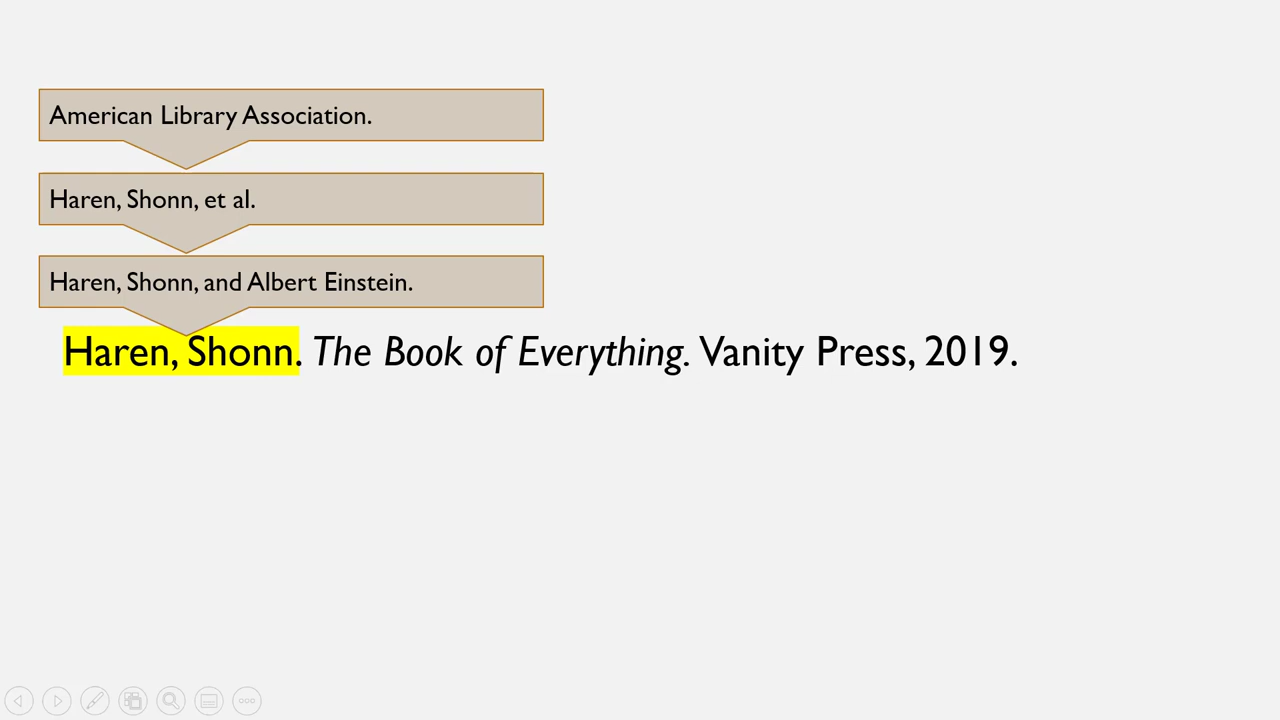 American Library Association.
Haren, Shonn, et al.
Haren, Shonn, and Albert Einstein.
Haren, Shonn. The Book of Everything. Vanity Press, 2019.